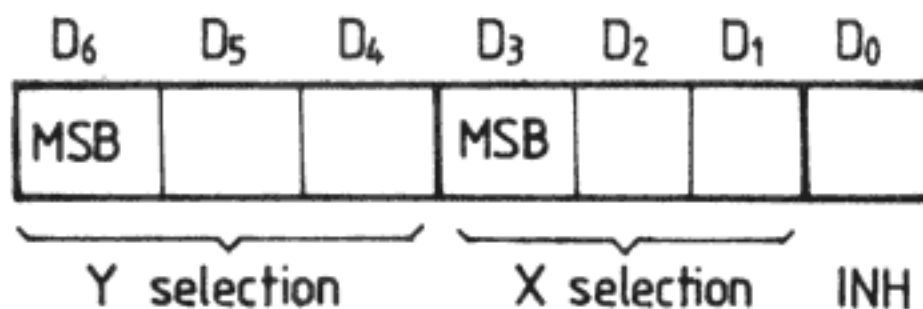 D₆ D₅ D₄ D₃ D₂ D₁ D₀
MSB MSB
Y selection X selection INH